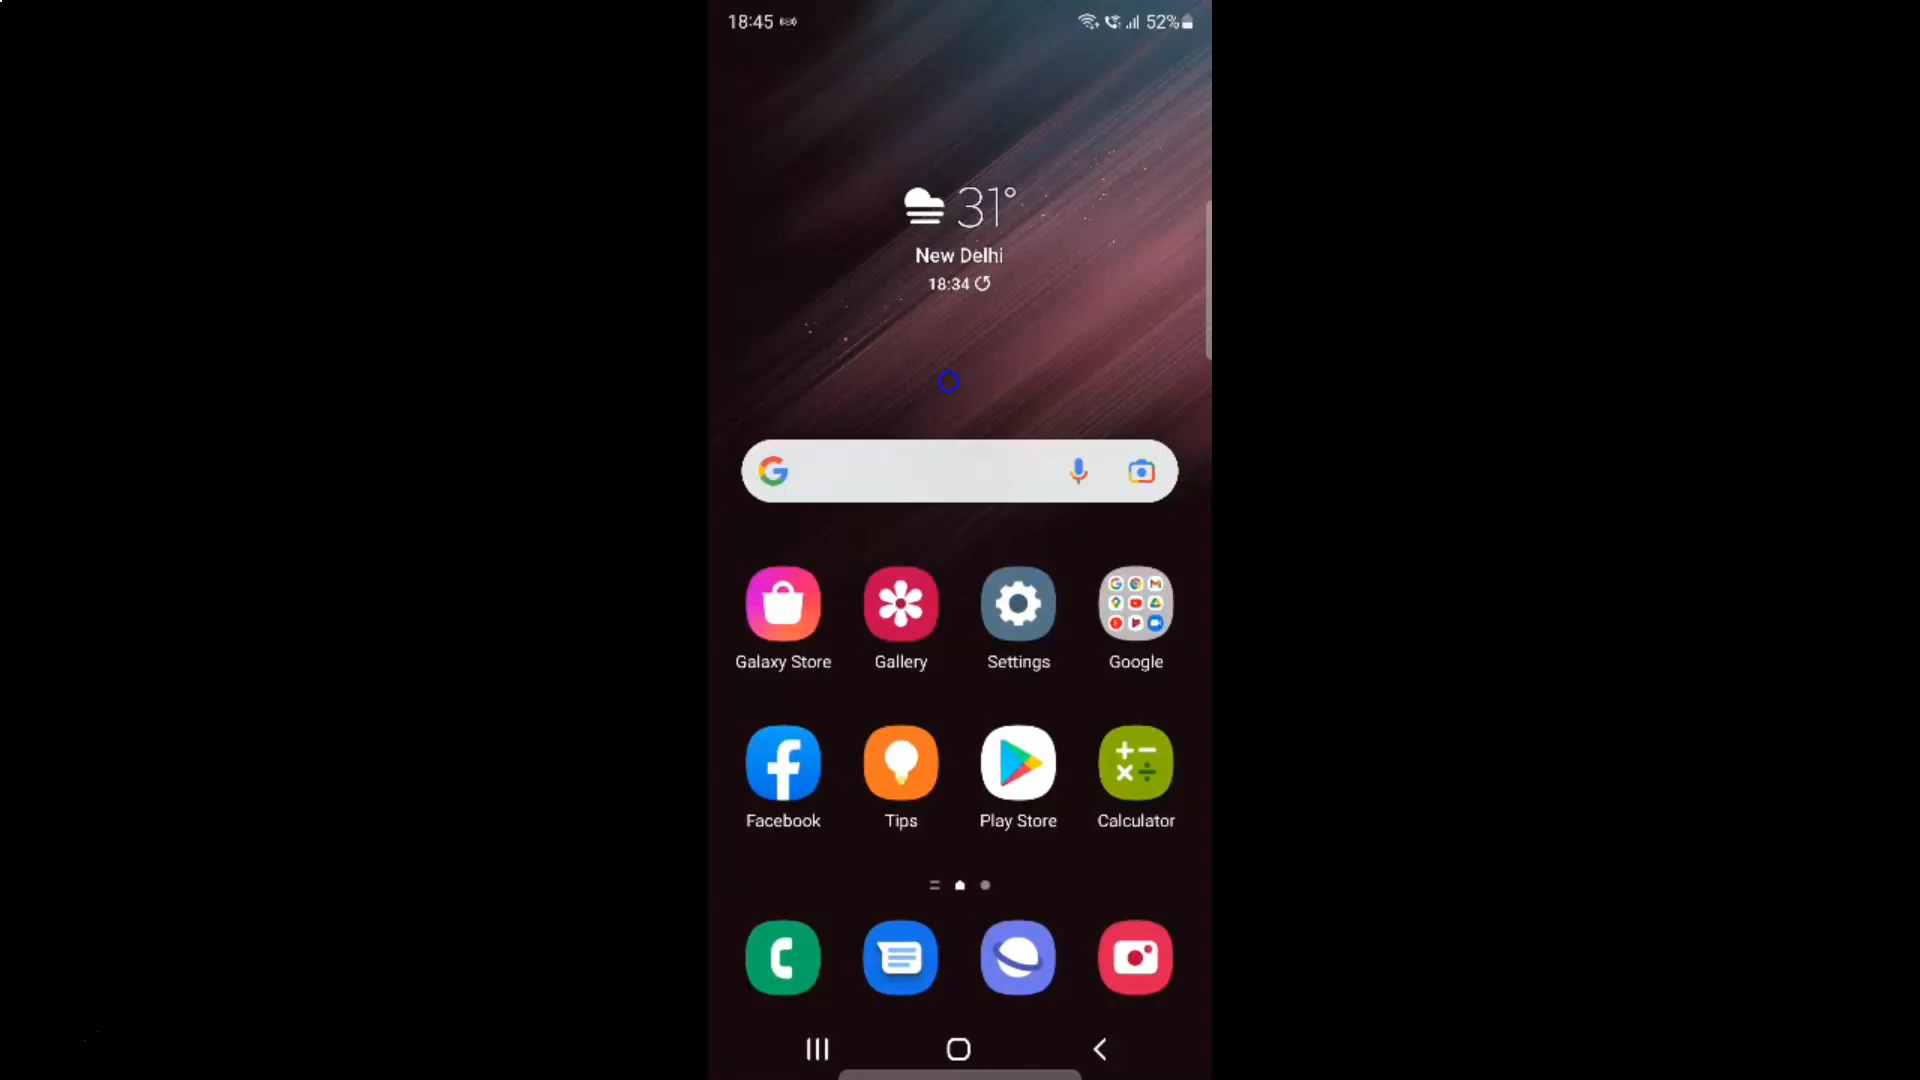 18:45
52%
31°
New Delhi
18:34
Galaxy Store
Gallery
Settings
Google
Facebook
Tips
Play Store
Calculator